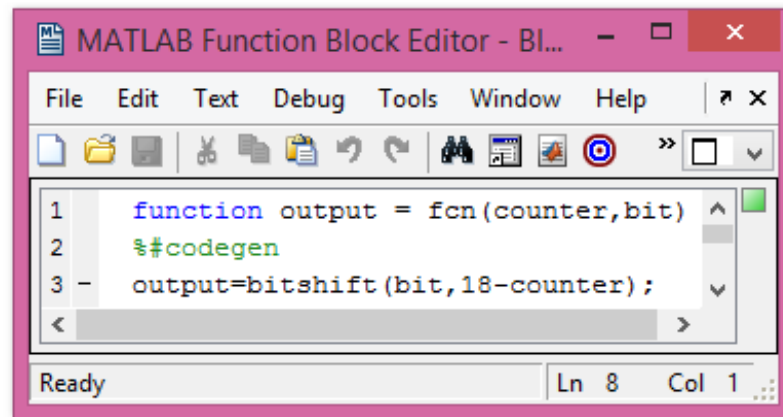 MATLAB Function Block Editor - Bl...
File Edit Text Debug Tools Window Help
1 function output = fcn(counter,bit)
2 %#codegen
3 - output=bitshift(bit,18-counter);
Ready Ln 8 Col 1